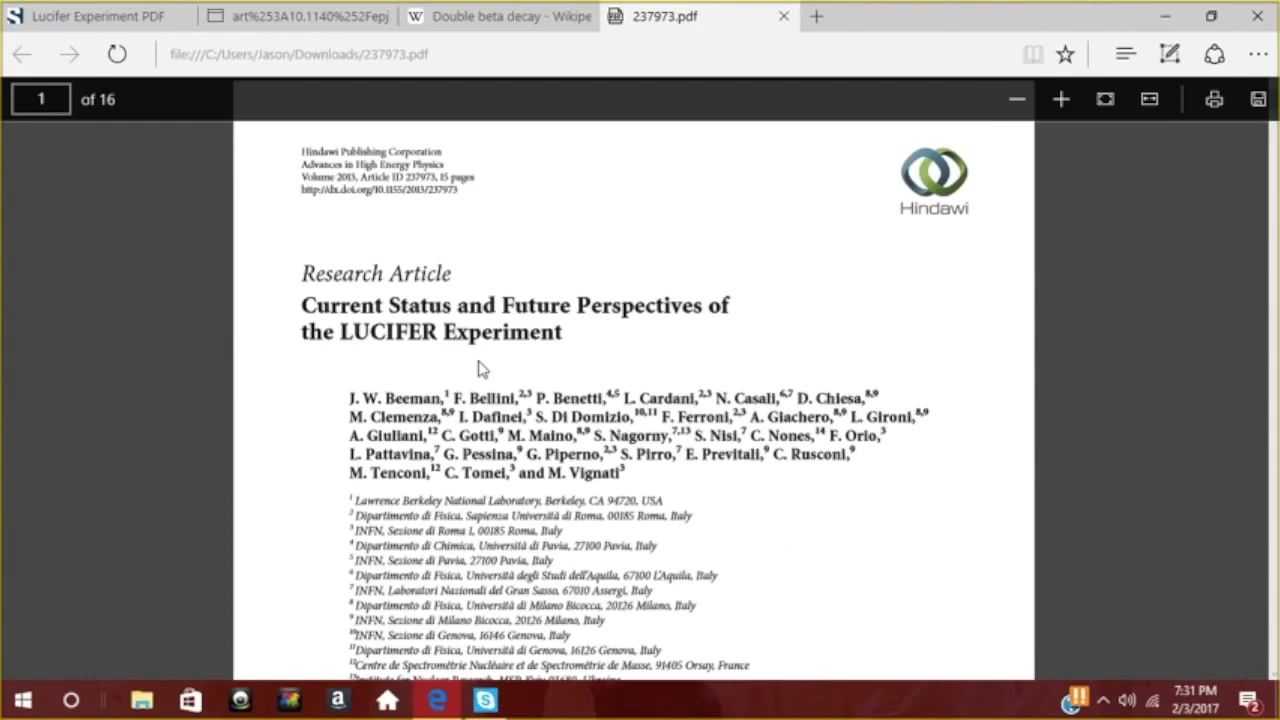 Lucifer Experiment PDF
art%253A10.1140%252Fepj
Double beta decay - Wikipe
237973.pdf
file:///C:/Users/Jason/Downloads/237973.pdf
1 of 16
Hindawi Publishing Corporation
Advances in High Energy Physics
Volume 2013, Article ID 237973, 15 pages
http://dx.doi.org/10.1155/2013/237973
Hindawi
Research Article
Current Status and Future Perspectives of
the LUCIFER Experiment
J. W. Beeman,¹ F. Bellini,²,³ P. Benetti,⁴,⁵ L. Cardani,²,³ N. Casali,⁶,⁷ D. Chiesa,⁸,⁹
M. Clemenza,⁸,⁹ I. Dafinei,³ S. Di Domizio,¹⁰,¹¹ F. Ferroni,²,³ A. Giachero,⁸,⁹ L. Gironi,⁸,⁹
A. Giuliani,¹² C. Gotti,⁹ M. Maino,⁸,⁹ S. Nagorny,⁷,¹³ S. Nisi,⁷ C. Nones,¹⁴ F. Orio,³
L. Pattavina,⁷ G. Pessina,⁹ G. Piperno,²,³ S. Pirro,⁷ E. Previtali,⁹ C. Rusconi,⁹
M. Tenconi,¹² C. Tomei,³ and M. Vignati³
¹ Lawrence Berkeley National Laboratory, Berkeley, CA 94720, USA
² Dipartimento di Fisica, Sapienza Università di Roma, 00185 Roma, Italy
³ INFN, Sezione di Roma I, 00185 Roma, Italy
⁴ Dipartimento di Chimica, Università di Pavia, 27100 Pavia, Italy
⁵ INFN, Sezione di Pavia, 27100 Pavia, Italy
⁶ Dipartimento di Fisica, Università degli Studi dell'Aquila, 67100 L'Aquila, Italy
⁷ INFN, Laboratori Nazionali del Gran Sasso, 67010 Assergi, Italy
⁸ Dipartimento di Fisica, Università di Milano Bicocca, 20126 Milano, Italy
⁹ INFN, Sezione di Milano Bicocca, 20126 Milano, Italy
¹⁰ INFN, Sezione di Genova, 16146 Genova, Italy
¹¹ Dipartimento di Fisica, Università di Genova, 16126 Genova, Italy
¹² Centre de Spectrométrie Nucléaire et de Spectrométrie de Masse, 91405 Orsay, France
7:31 PM
2/3/2017
2